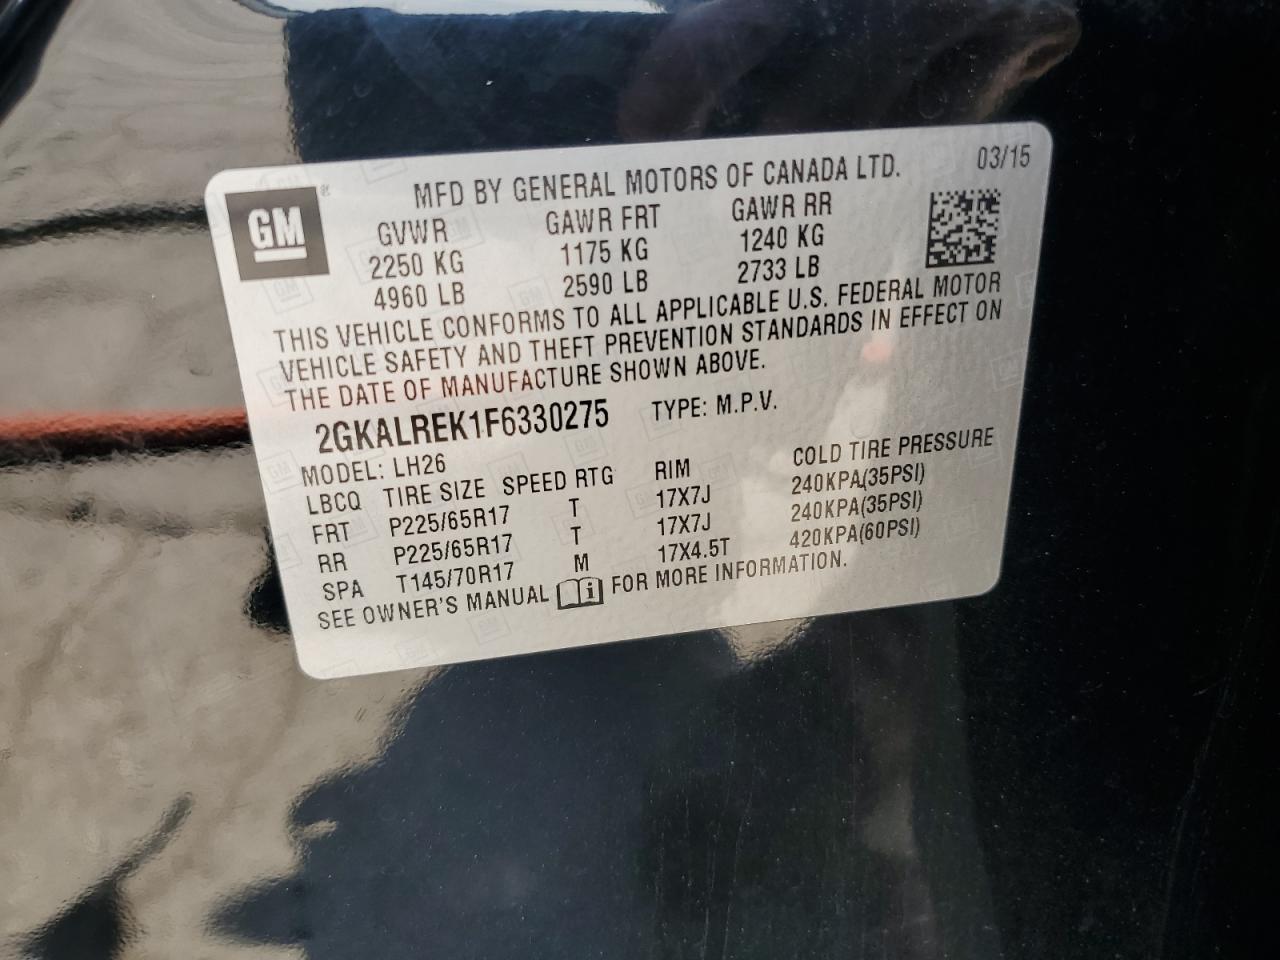 GM ®
MFD BY GENERAL MOTORS OF CANADA LTD. 03/15
GVWR GAWR FRT GAWR RR
2250 KG 1175 KG 1240 KG
4960 LB 2590 LB 2733 LB
THIS VEHICLE CONFORMS TO ALL APPLICABLE U.S. FEDERAL MOTOR
VEHICLE SAFETY AND THEFT PREVENTION STANDARDS IN EFFECT ON
THE DATE OF MANUFACTURE SHOWN ABOVE.
2GKALREK1F6330275 TYPE: M.P.V.
MODEL: LH26
LBCQ TIRE SIZE SPEED RTG RIM COLD TIRE PRESSURE
FRT P225/65R17 T 17X7J 240KPA(35PSI)
RR P225/65R17 T 17X7J 240KPA(35PSI)
SPA T145/70R17 M 17X4.5T 420KPA(60PSI)
SEE OWNER'S MANUAL i FOR MORE INFORMATION.